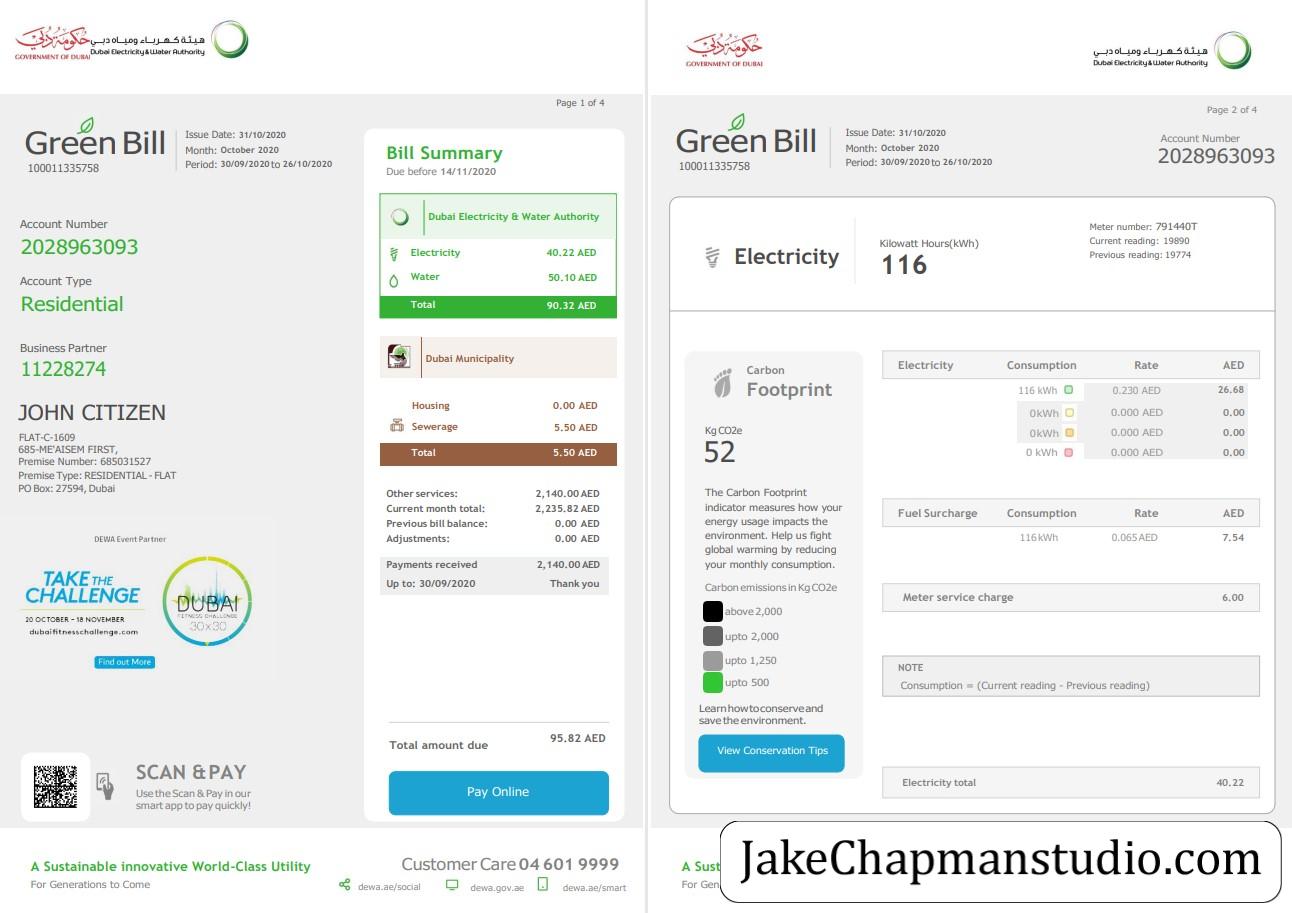 حكومة دبي
GOVERNMENT OF DUBAI
هيئة كهرباء ومياه دبي
Dubai Electricity & Water Authority
Page 1 of 4
Green Bill
100011335758
Issue Date: 31/10/2020
Month: October 2020
Period: 30/09/2020 to 26/10/2020
Account Number
2028963093
Account Type
Residential
Business Partner
11228274
JOHN CITIZEN
FLAT-C-1609
685-ME'AISEM FIRST,
Premise Number: 685031527
Premise Type: RESIDENTIAL - FLAT
PO Box: 27594, Dubai
DEWA Event Partner
TAKE THE
CHALLENGE
20 OCTOBER - 18 NOVEMBER
dubaifitnesschallenge.com
DUBAI
FITNESS CHALLENGE
30X30
Find out More
SCAN & PAY
Use the Scan & Pay in our
smart app to pay quickly!
Bill Summary
Due before 14/11/2020
Dubai Electricity & Water Authority
Electricity 40.22 AED
Water 50.10 AED
Total 90.32 AED
Dubai Municipality
Housing 0.00 AED
Sewerage 5.50 AED
Total 5.50 AED
Other services: 2,140.00 AED
Current month total: 2,235.82 AED
Previous bill balance: 0.00 AED
Adjustments: 0.00 AED
Payments received 2,140.00 AED
Up to: 30/09/2020 Thank you
Total amount due 95.82 AED
Pay Online
A Sustainable innovative World-Class Utility
For Generations to Come
Customer Care 04 601 9999
dewa.ae/social dewa.gov.ae dewa.ae/smart
حكومة دبي
GOVERNMENT OF DUBAI
هيئة كهرباء ومياه دبي
Dubai Electricity & Water Authority
Page 2 of 4
Green Bill
100011335758
Issue Date: 31/10/2020
Month: October 2020
Period: 30/09/2020 to 26/10/2020
Account Number
2028963093
Electricity
Kilowatt Hours(kWh)
116
Meter number: 791440T
Current reading: 19890
Previous reading: 19774
Carbon
Footprint
Kg CO2e
52
The Carbon Footprint
indicator measures how your
energy usage impacts the
environment. Help us fight
global warming by reducing
your monthly consumption.
Carbon emissions in Kg CO2e
above 2,000
upto 2,000
upto 1,250
upto 500
Learn how to conserve and
save the environment.
View Conservation Tips
Electricity Consumption Rate AED
116 kWh 0.230 AED 26.68
0kWh 0.000 AED 0.00
0kWh 0.000 AED 0.00
0 kWh 0.000 AED 0.00
Fuel Surcharge Consumption Rate AED
116kWh 0.065AED 7.54
Meter service charge 6.00
NOTE
Consumption = (Current reading - Previous reading)
Electricity total 40.22
A Sust
For Gen
JakeChapmanstudio.com